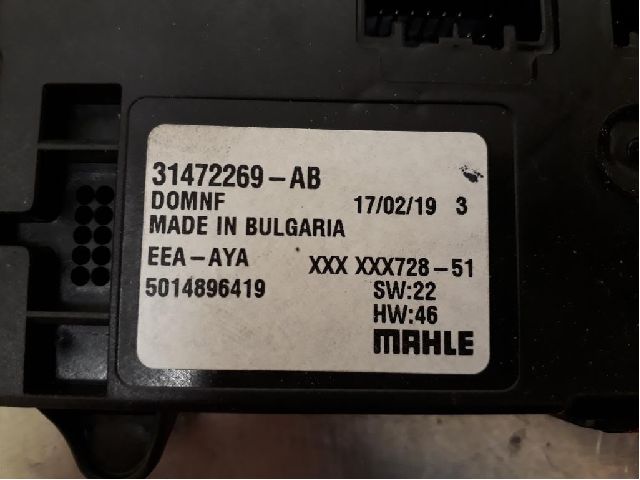 31472269-AB
DOMNF 17/02/19 3
MADE IN BULGARIA
EEA-AYA XXX XXX728-51
5014896419 SW:22
HW:46
MAHLE